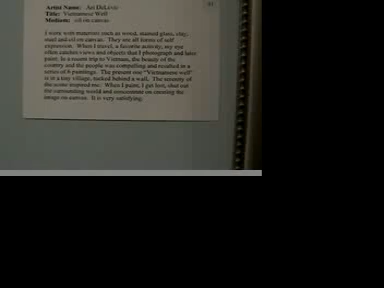 Artist Name: Art DeLéon
Title: Vietnamese Well
Medium: oil on canvas
I work with materials such as wood, stained glass, clay,
and oil on canvas. They are all forms of self
expression. When I travel, a favorite activity, my eye
often catches views and objects that I photograph and later
paint. In a recent trip to Vietnam, the beauty of the
country and the people was compelling and resulted in a
series of 8 paintings. The present one "Vietnamese well"
is in a tiny village, tucked behind a wall. The serenity of
the scene inspired me. When I paint, I get lost, shut out
the surrounding world and concentrate on creating the
image on canvas. It is very satisfying.